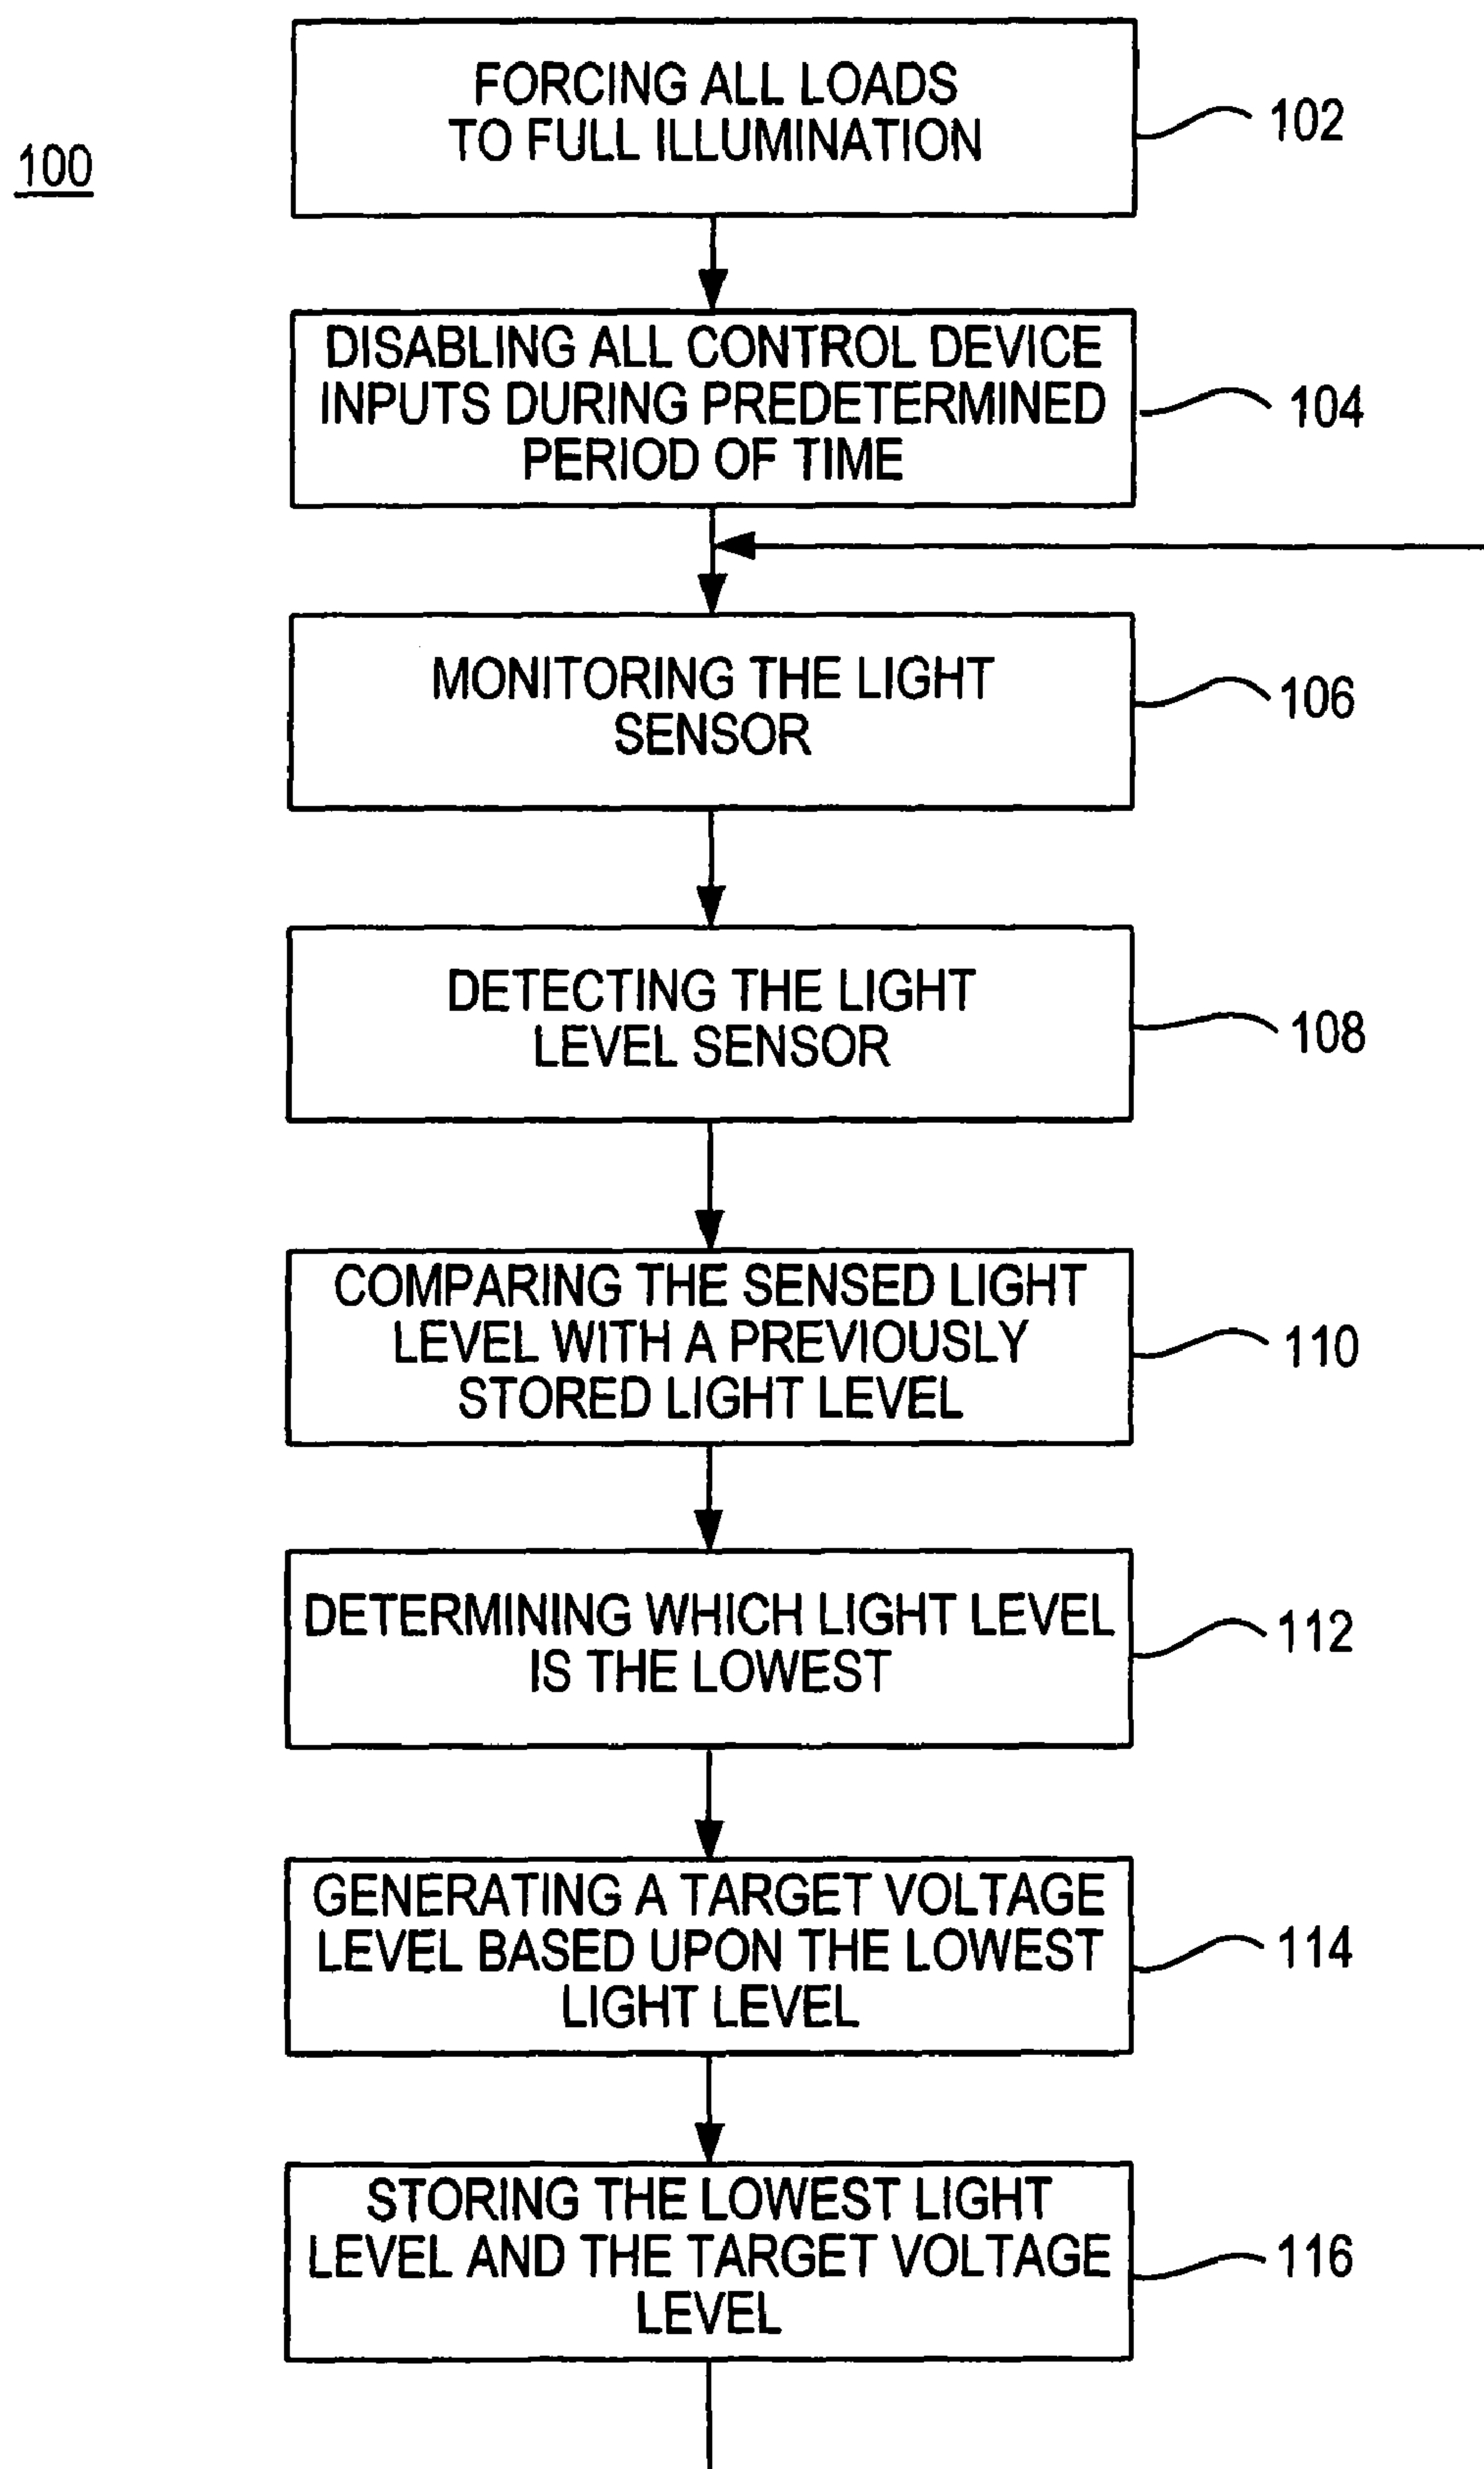 100
FORCING ALL LOADS
TO FULL ILLUMINATION
102
DISABLING ALL CONTROL DEVICE
INPUTS DURING PREDETERMINED
PERIOD OF TIME
104
MONITORING THE LIGHT
SENSOR
106
DETECTING THE LIGHT
LEVEL SENSOR
108
COMPARING THE SENSED LIGHT
LEVEL WITH A PREVIOUSLY
STORED LIGHT LEVEL
110
DETERMINING WHICH LIGHT LEVEL
IS THE LOWEST
112
GENERATING A TARGET VOLTAGE
LEVEL BASED UPON THE LOWEST
LIGHT LEVEL
114
STORING THE LOWEST LIGHT
LEVEL AND THE TARGET VOLTAGE
LEVEL
116